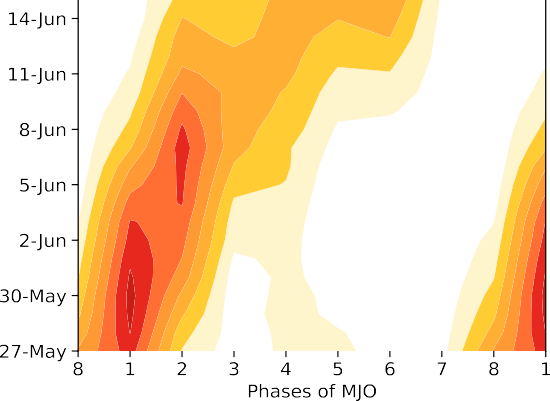 14-Jun
11-Jun
8-Jun
5-Jun
2-Jun
30-May
27-May
8 1 2 3 4 5 6 7 8 1
Phases of MJO